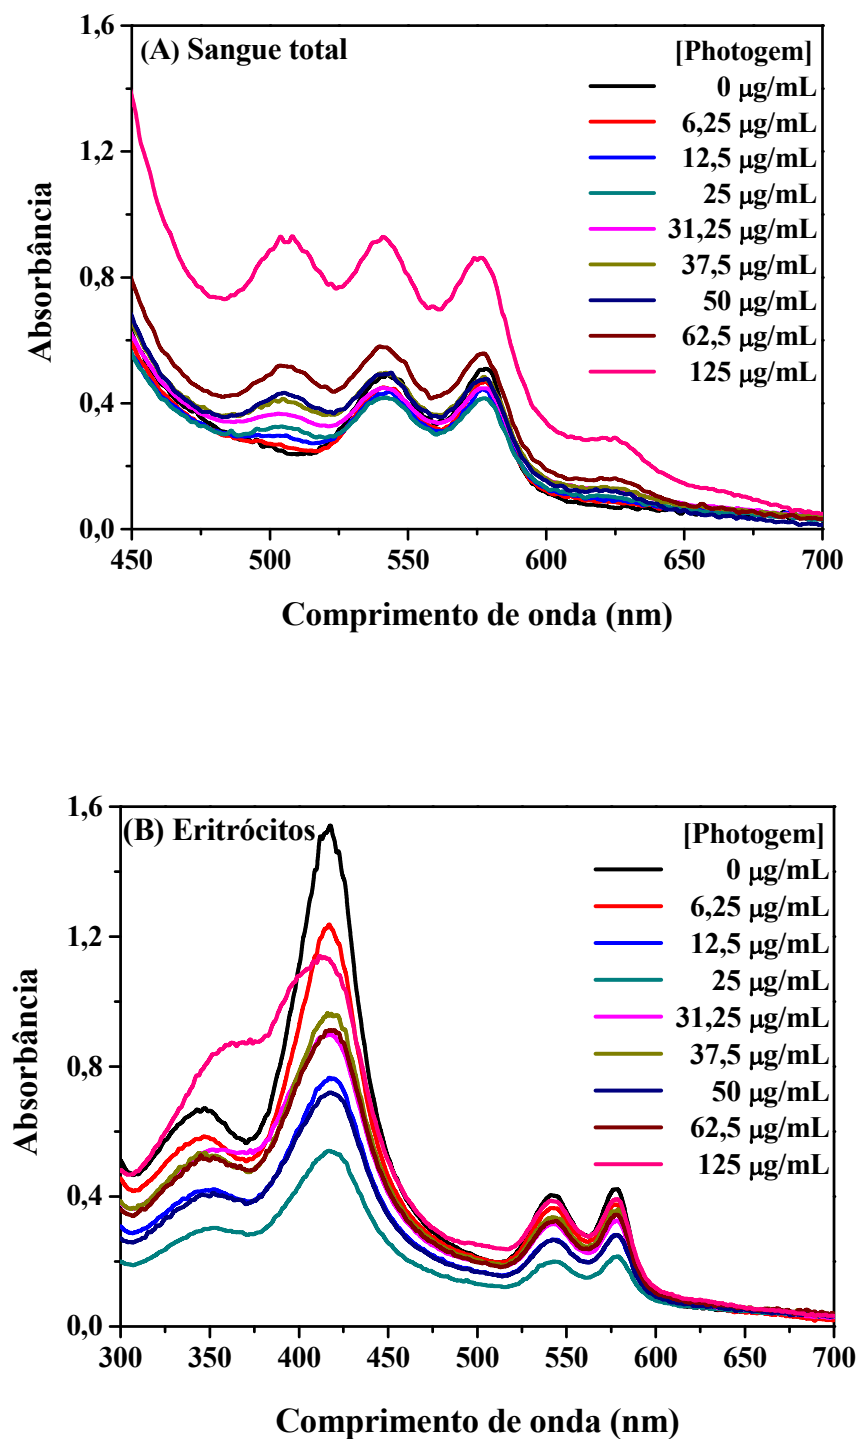 (A) Sangue total
[Photogem]
0 µg/mL
6,25 µg/mL
12,5 µg/mL
25 µg/mL
31,25 µg/mL
37,5 µg/mL
50 µg/mL
62,5 µg/mL
125 µg/mL
1,6
1,2
0,8
0,4
0,0
Absorbância
450 500 550 600 650 700
Comprimento de onda (nm)
(B) Eritrócitos
[Photogem]
0 µg/mL
6,25 µg/mL
12,5 µg/mL
25 µg/mL
31,25 µg/mL
37,5 µg/mL
50 µg/mL
62,5 µg/mL
125 µg/mL
1,6
1,2
0,8
0,4
0,0
Absorbância
300 350 400 450 500 550 600 650 700
Comprimento de onda (nm)